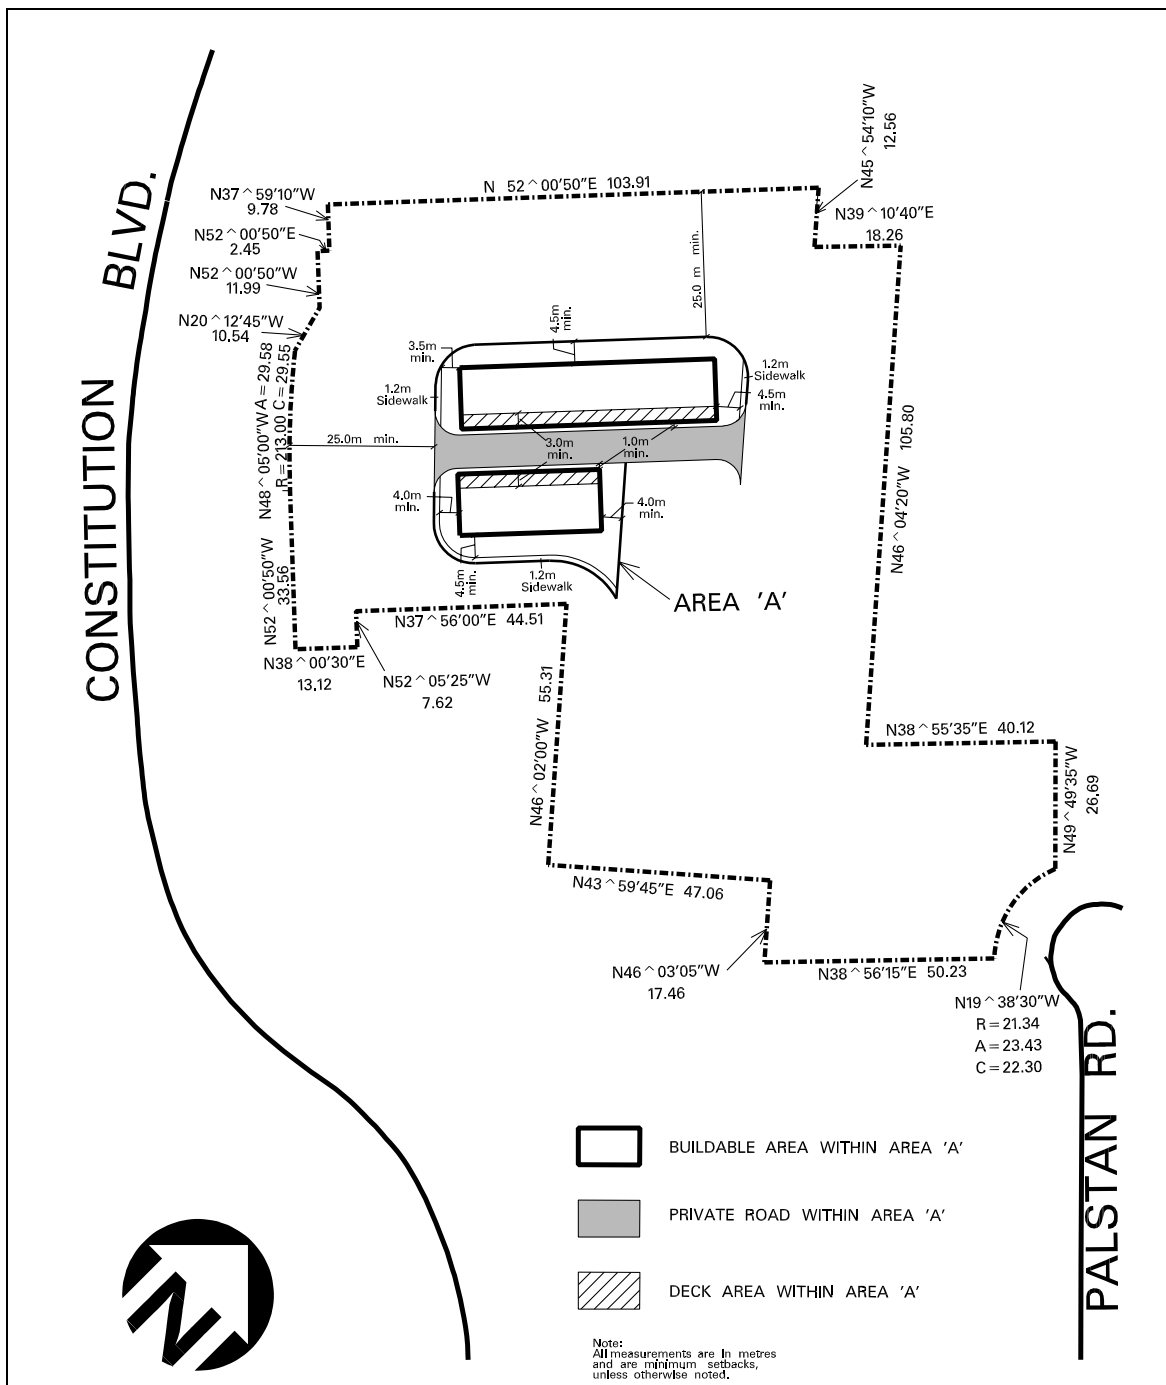 CONSTITUTION BLVD.
N45^54'10"W
12.56
N 52^00'50"E 103.91
N37^59'10"W
9.78
N39^10'40"E
18.26
N52^00'50"E
2.45
N52^00'50"W
11.99
25.0 m min.
N20^12'45"W
10.54
4.5m
min.
3.5m
min.
1.2m
Sidewalk
1.2m
Sidewalk
4.5m
min.
N48^05'00"W A=29.58
R=213.00 C=29.55
25.0m min.
3.0m
min.
1.0m
min.
N46^04'20"W 105.80
4.0m
min.
4.0m
min.
4.5m
min.
1.2m
Sidewalk
AREA 'A'
N52^00'50"W
33.56
N37^56'00"E 44.51
N38^00'30"E
13.12
N52^05'25"W
7.62
N46^02'00"W 55.31
N38^55'35"E 40.12
N49^49'35"W
26.69
N43^59'45"E 47.06
N46^03'05"W
17.46
N38^56'15"E 50.23
N19^38'30"W
R=21.34
A=23.43
C=22.30
PALSTAN RD.
BUILDABLE AREA WITHIN AREA 'A'
PRIVATE ROAD WITHIN AREA 'A'
DECK AREA WITHIN AREA 'A'
N
Note:
All measurements are in metres
and are minimum setbacks,
unless otherwise noted.